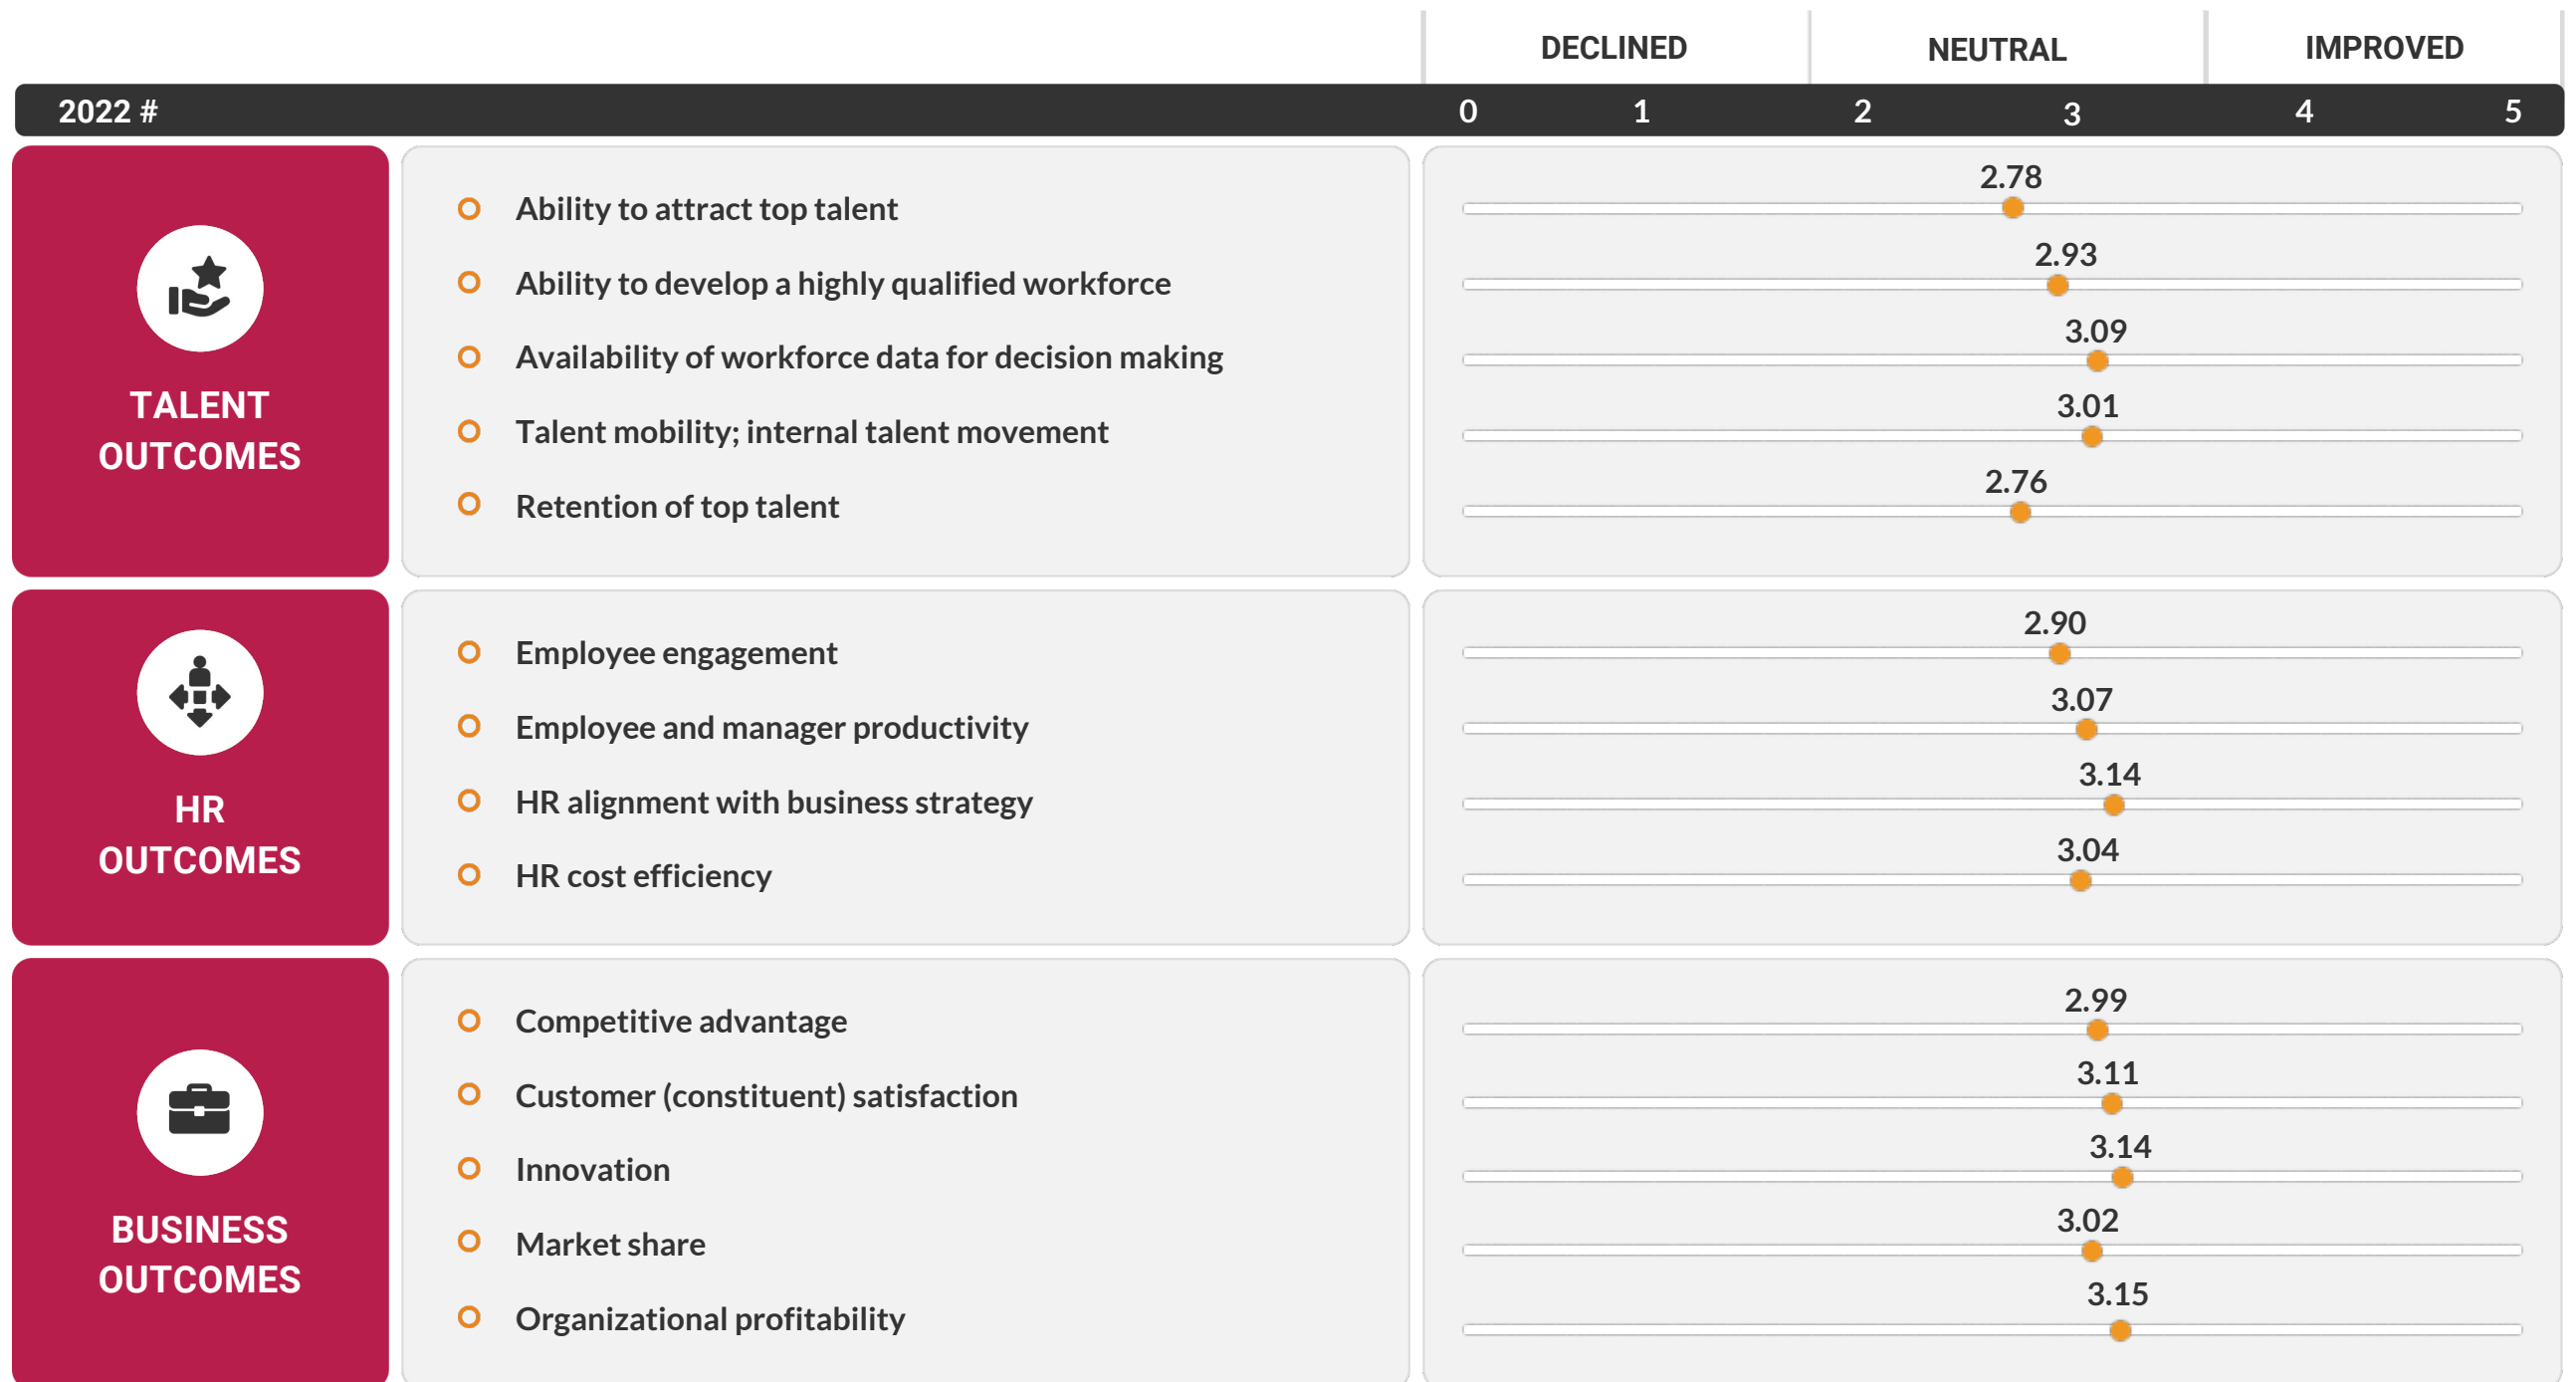 DECLINED NEUTRAL IMPROVED
2022 # 0 1 2 3 4 5
TALENT
OUTCOMES
Ability to attract top talent 2.78
Ability to develop a highly qualified workforce 2.93
Availability of workforce data for decision making 3.09
Talent mobility; internal talent movement 3.01
Retention of top talent 2.76
HR
OUTCOMES
Employee engagement 2.90
Employee and manager productivity 3.07
HR alignment with business strategy 3.14
HR cost efficiency 3.04
BUSINESS
OUTCOMES
Competitive advantage 2.99
Customer (constituent) satisfaction 3.11
Innovation 3.14
Market share 3.02
Organizational profitability 3.15